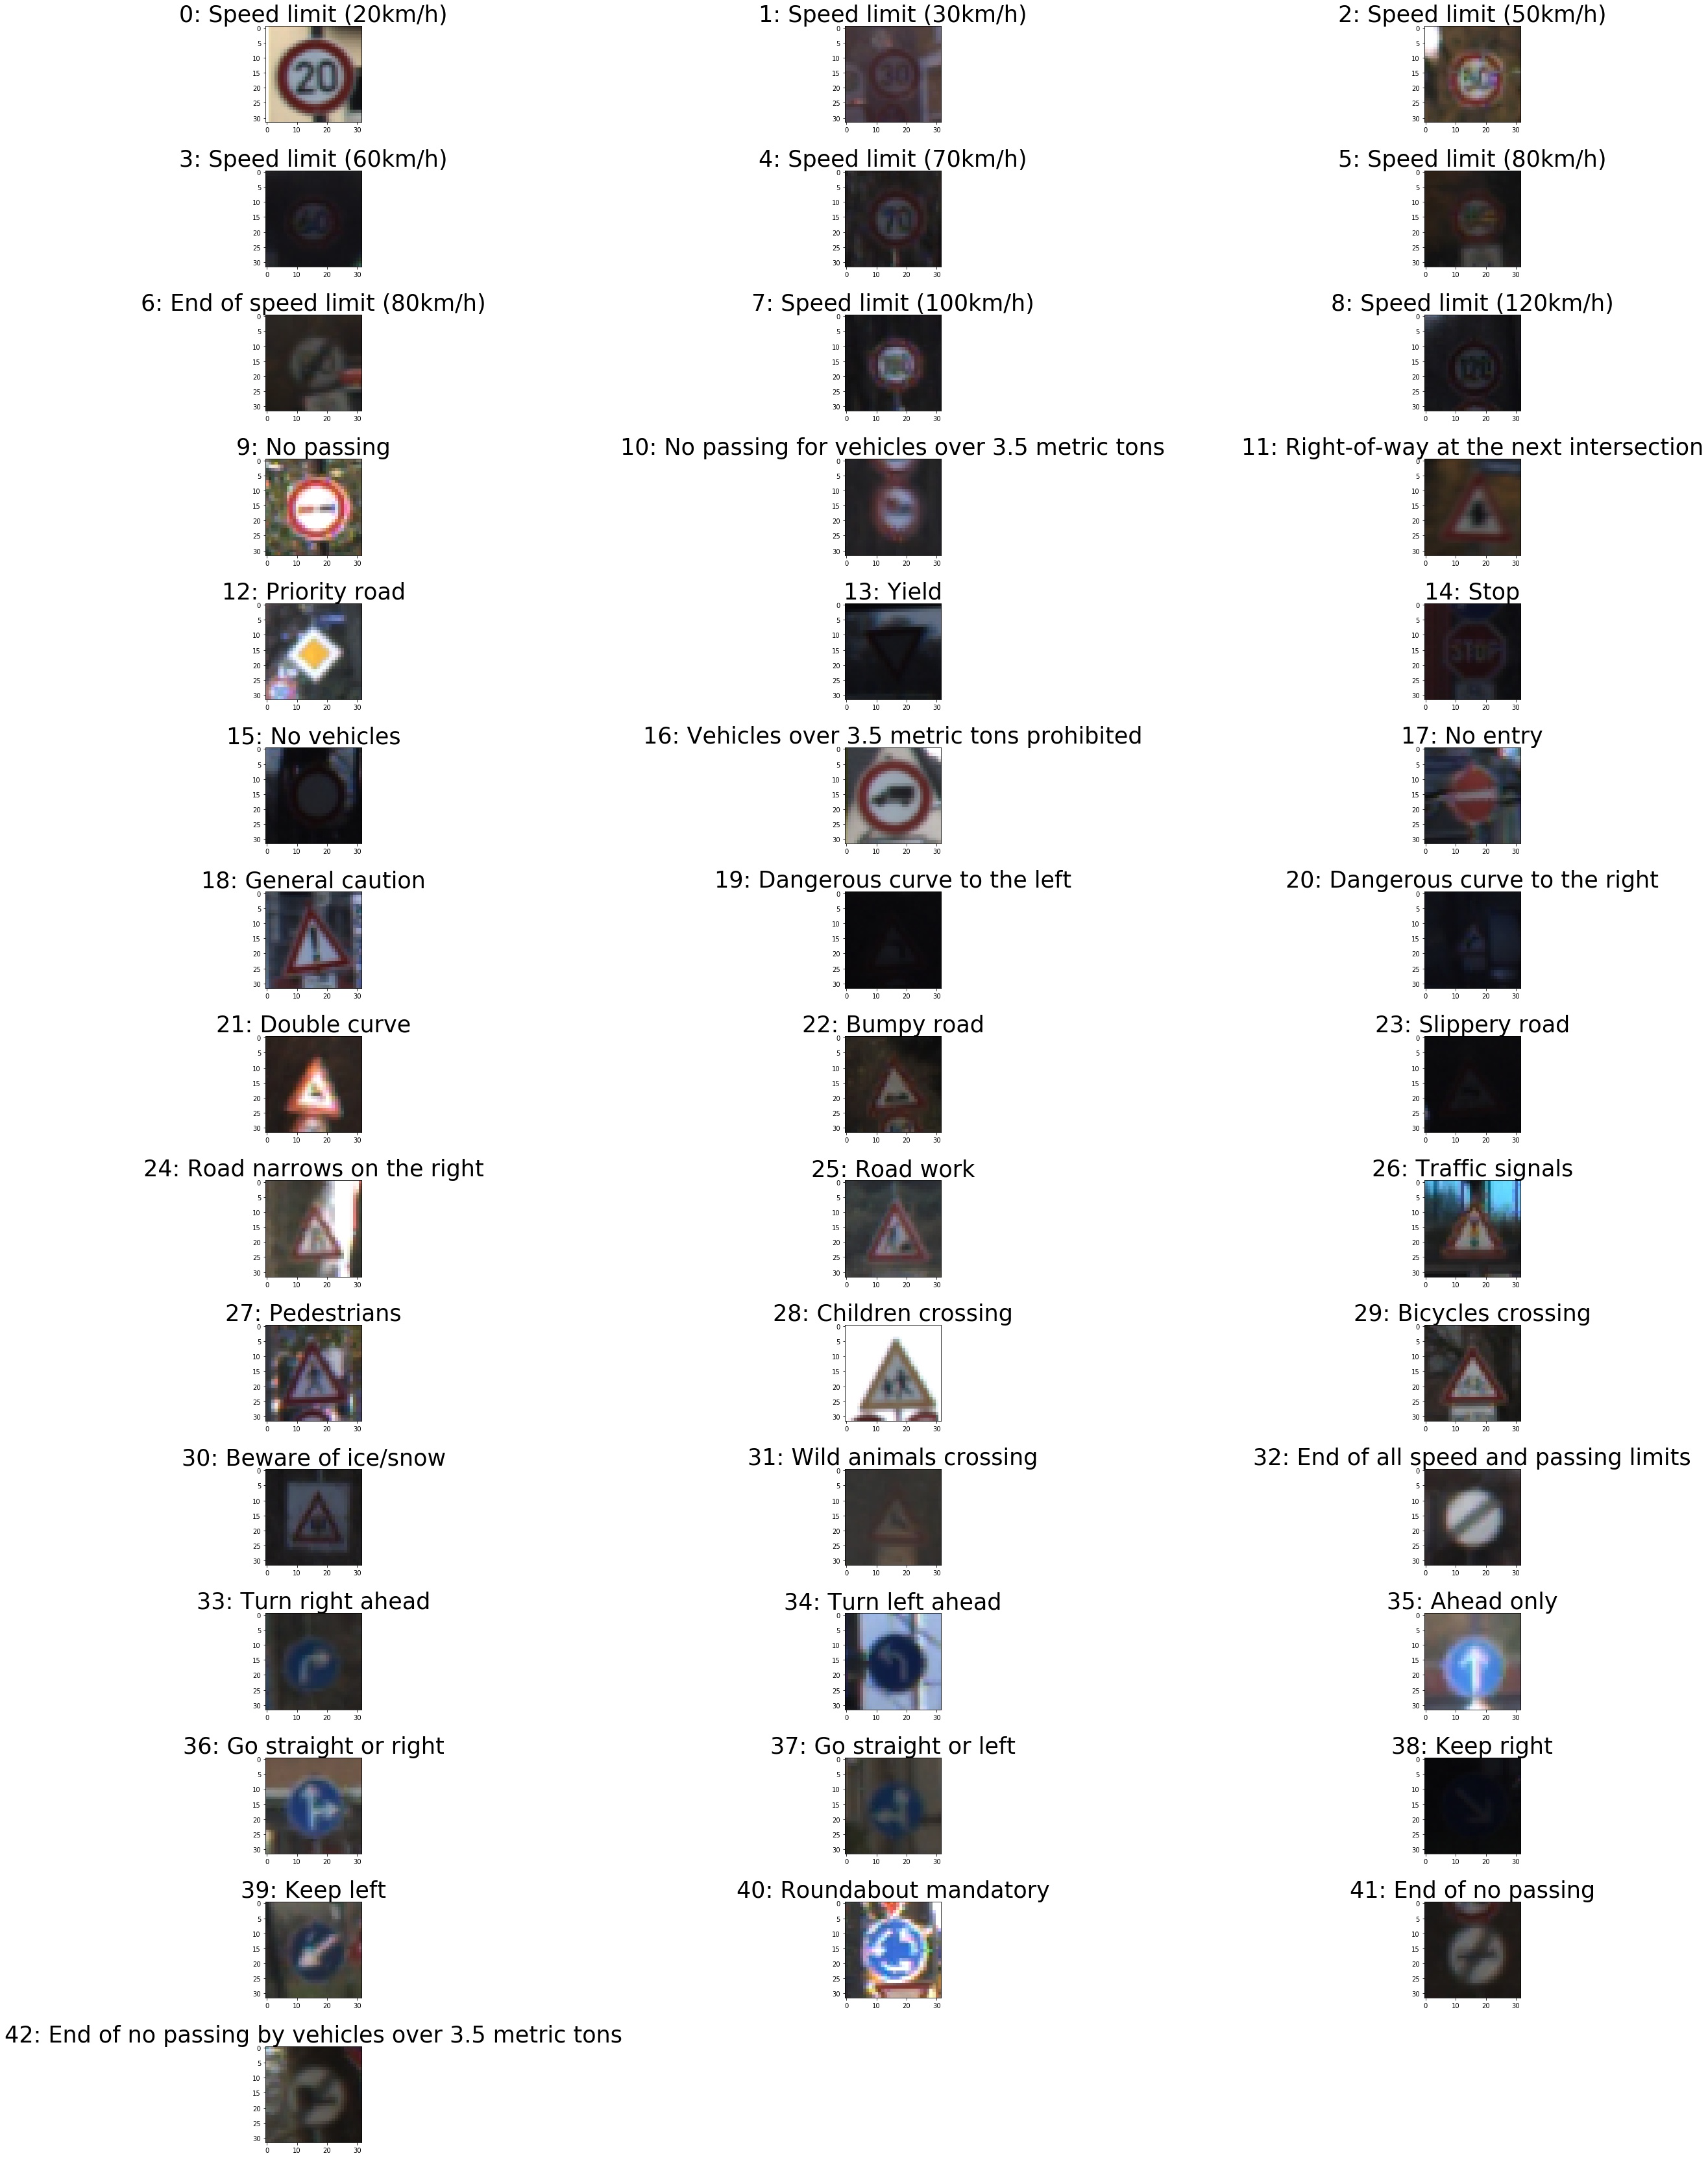 0: Speed limit (20km/h)
1: Speed limit (30km/h)
2: Speed limit (50km/h)
20
30
3: Speed limit (60km/h)
4: Speed limit (70km/h)
5: Speed limit (80km/h)
60
70
6: End of speed limit (80km/h)
7: Speed limit (100km/h)
8: Speed limit (120km/h)
120
9: No passing
10: No passing for vehicles over 3.5 metric tons
11: Right-of-way at the next intersection
12: Priority road
13: Yield
14: Stop
STOP
15: No vehicles
16: Vehicles over 3.5 metric tons prohibited
17: No entry
18: General caution
19: Dangerous curve to the left
20: Dangerous curve to the right
21: Double curve
22: Bumpy road
23: Slippery road
24: Road narrows on the right
25: Road work
26: Traffic signals
27: Pedestrians
28: Children crossing
29: Bicycles crossing
30: Beware of ice/snow
31: Wild animals crossing
32: End of all speed and passing limits
33: Turn right ahead
34: Turn left ahead
35: Ahead only
36: Go straight or right
37: Go straight or left
38: Keep right
39: Keep left
40: Roundabout mandatory
41: End of no passing
42: End of no passing by vehicles over 3.5 metric tons